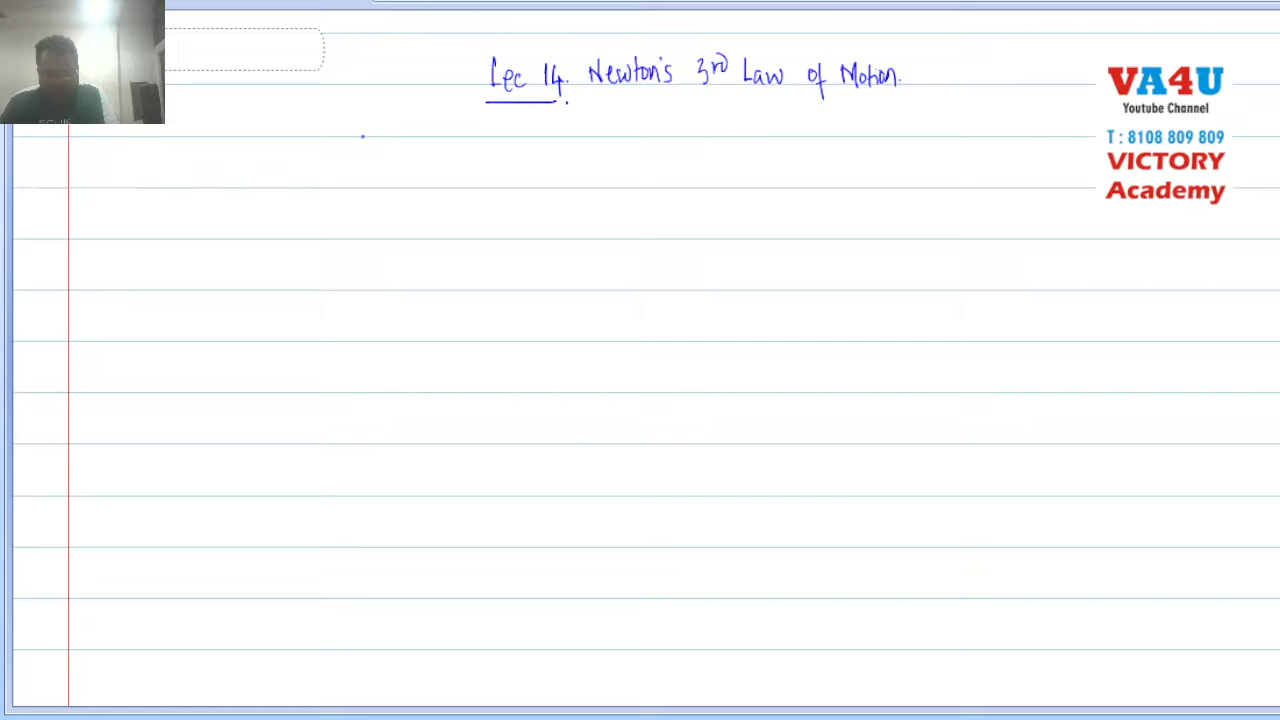 Lec 14. Newton's 3rd Law of Motion.
VA4U
Youtube Channel
T : 8108 809 809
VICTORY
Academy